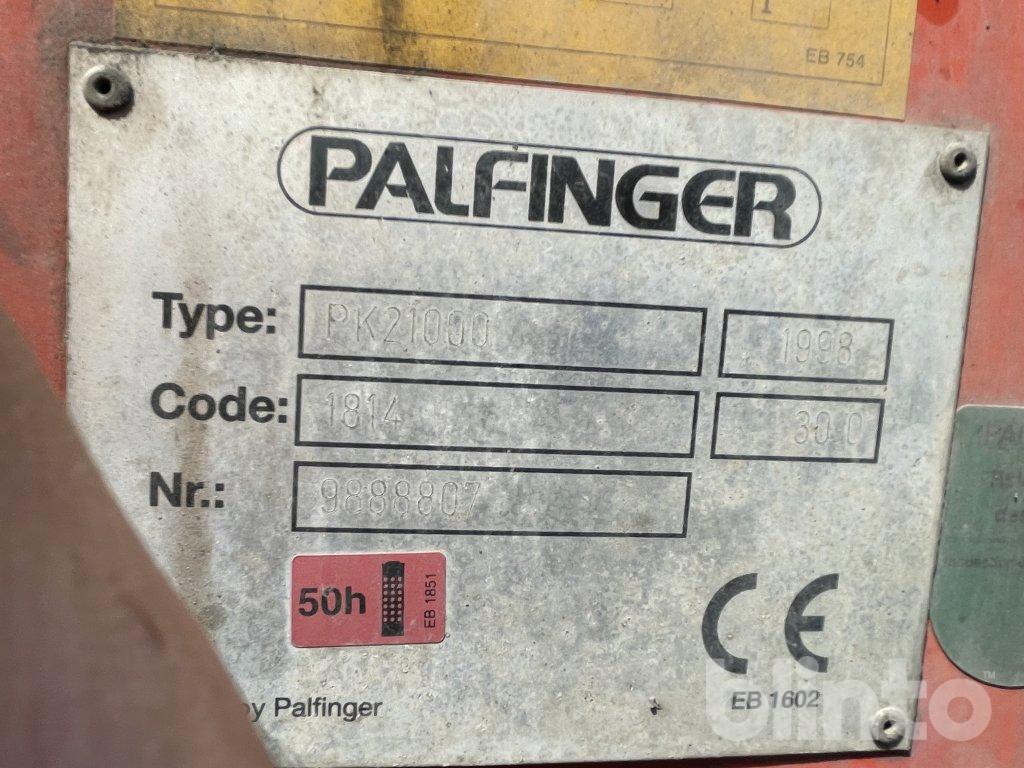 EB 754
PALFINGER
Type: PK21000 1998
Code: 1814 30 0
Nr.: 9888807
50h EB 1851
CE
EB 1602
by Palfinger
blinto™